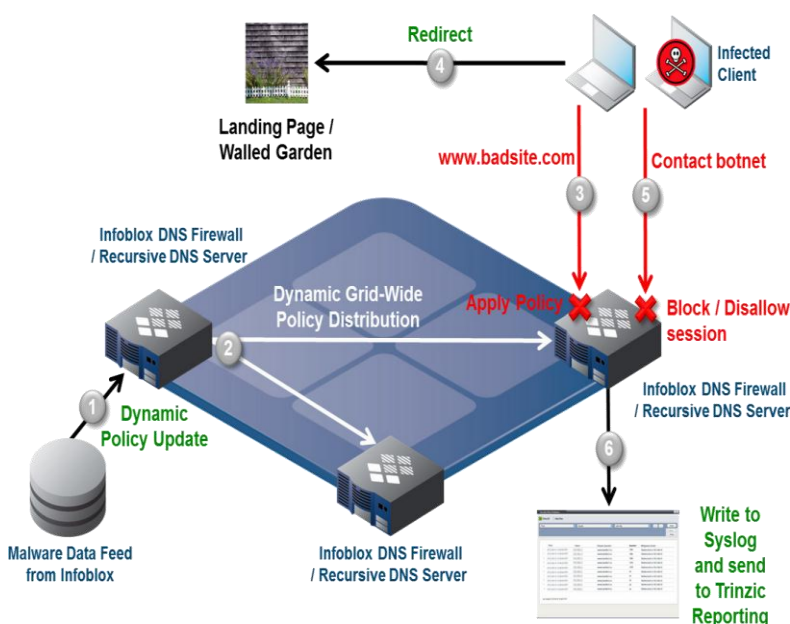 Redirect
4
Infected
Client
Landing Page /
Walled Garden
www.badsite.com
Contact botnet
3
5
Infoblox DNS Firewall
/ Recursive DNS Server
Dynamic Grid-Wide
Policy Distribution
Apply Policy
Block / Disallow
session
2
1
Dynamic
Policy Update
Infoblox DNS Firewall
/ Recursive DNS Server
6
Malware Data Feed
from Infoblox
Infoblox DNS Firewall
/ Recursive DNS Server
Write to
Syslog
and send
to Trinzic
Reporting